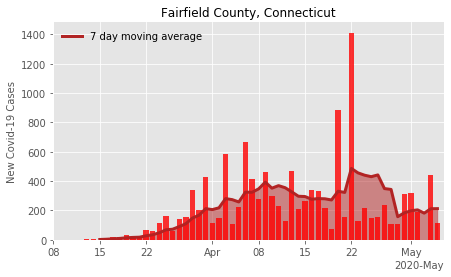 Fairfield County, Connecticut
7 day moving average
New Covid-19 Cases
1400
1200
1000
800
600
400
200
0
08
15
22
Apr
08
15
22
May
2020-May